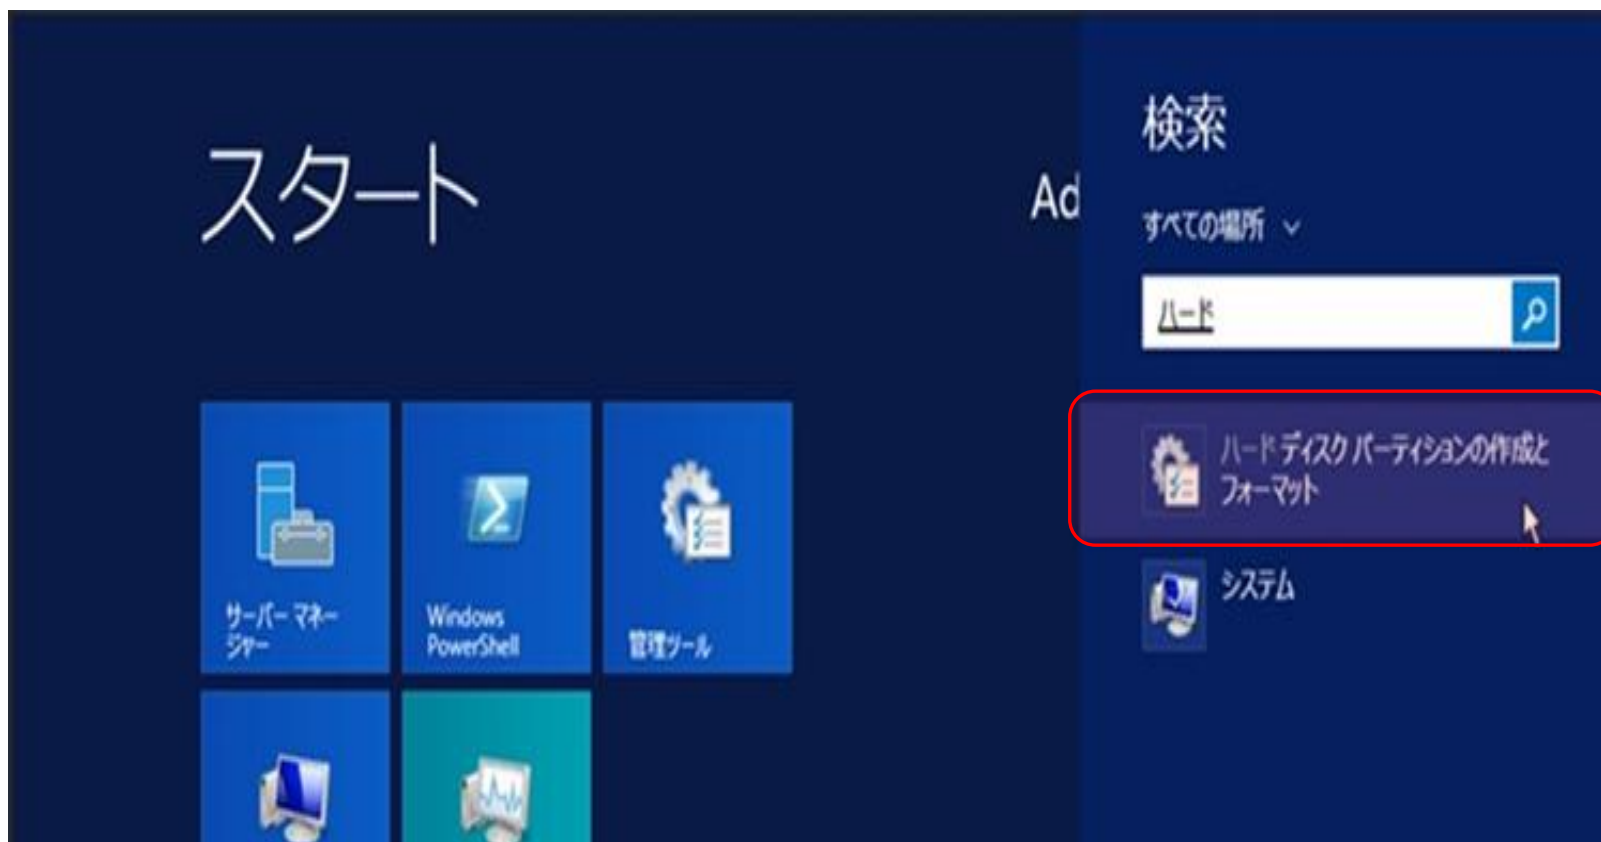 スタート
Ad
検索
すべての場所
ハード
ハード ディスク パーティションの作成と
フォーマット
システム
サーバー マネー
ジャー
Windows
PowerShell
管理ツール